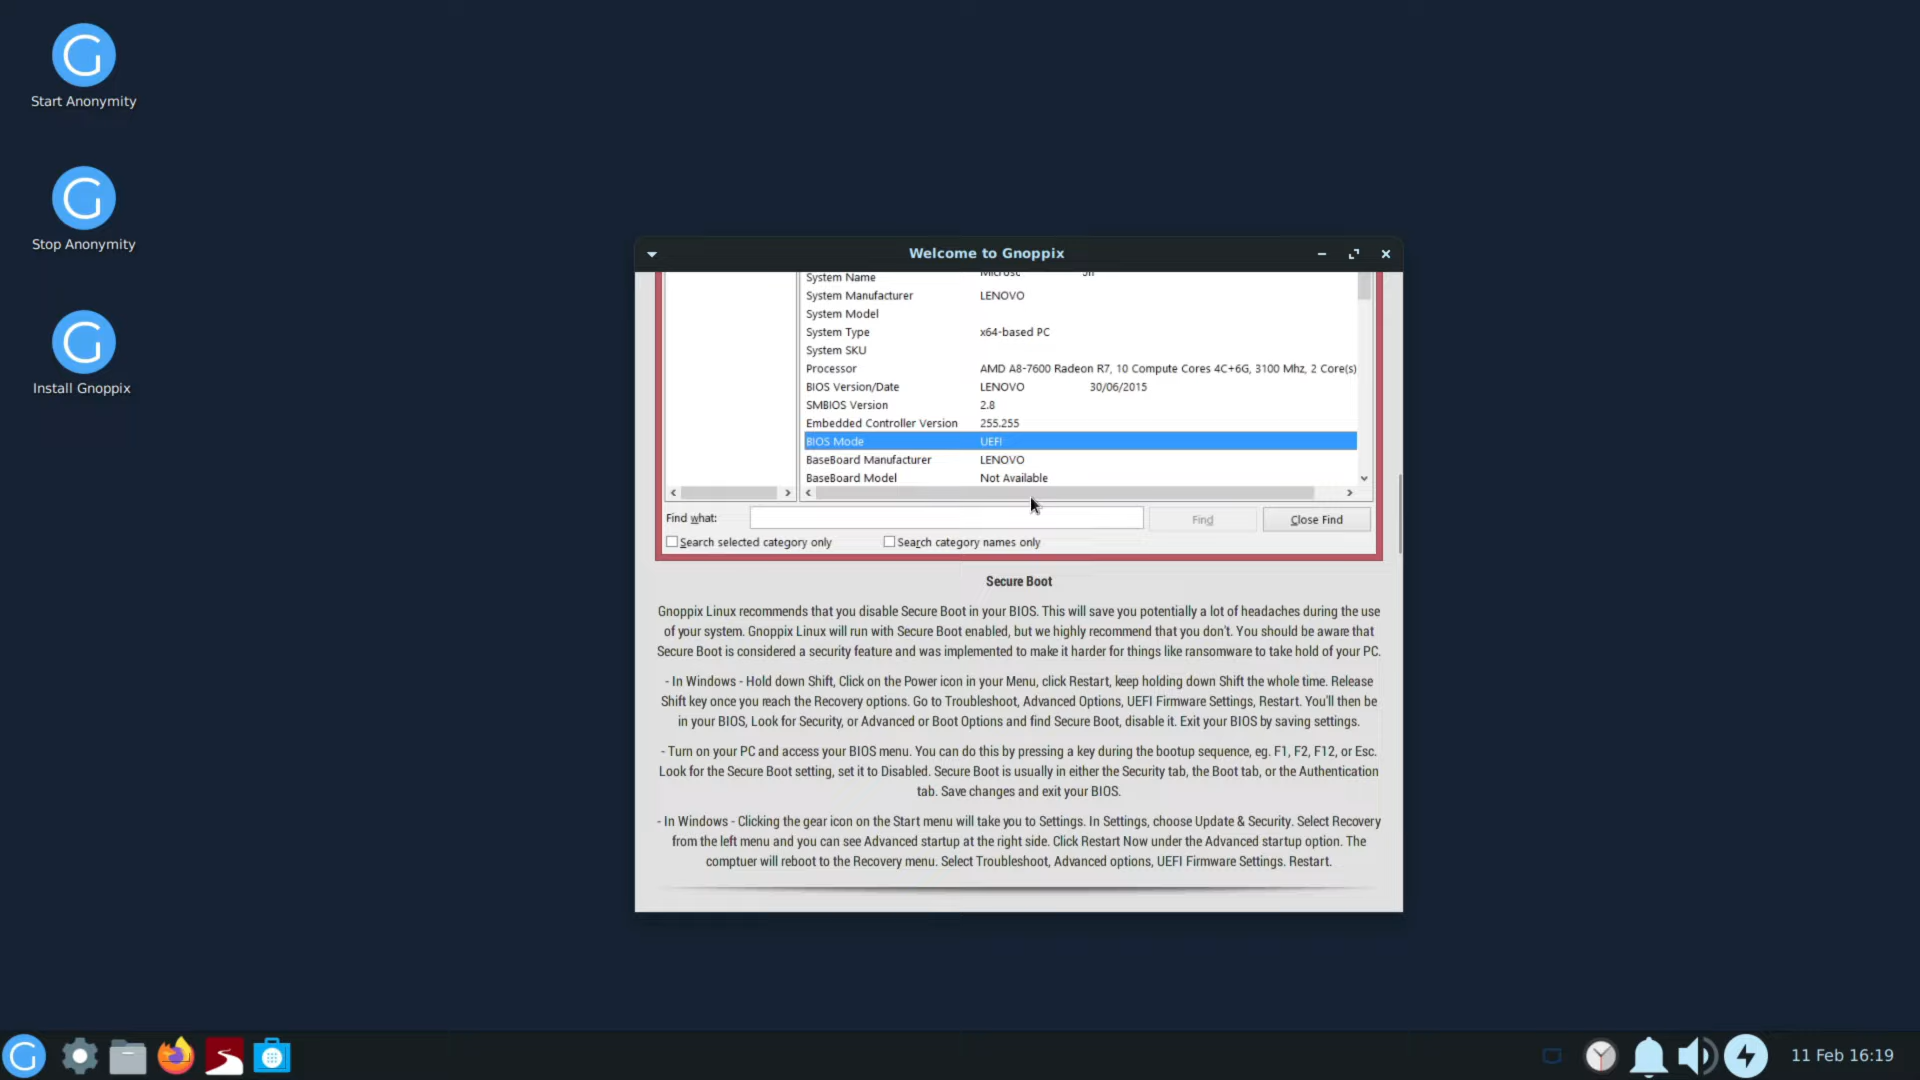 Start Anonymity
Stop Anonymity
Install Gnoppix
Welcome to Gnoppix
System Name
System Manufacturer LENOVO
System Model
System Type x64-based PC
System SKU
Processor AMD A8-7600 Radeon R7, 10 Compute Cores 4C+6G, 3100 Mhz, 2 Core(s)
BIOS Version/Date LENOVO 30/06/2015
SMBIOS Version 2.8
Embedded Controller Version 255.255
BIOS Mode UEFI
BaseBoard Manufacturer LENOVO
BaseBoard Model Not Available
Find what: Find Close Find
Search selected category only Search category names only
Secure Boot
Gnoppix Linux recommends that you disable Secure Boot in your BIOS. This will save you potentially a lot of headaches during the use
of your system. Gnoppix Linux will run with Secure Boot enabled, but we highly recommend that you don't. You should be aware that
Secure Boot is considered a security feature and was implemented to make it harder for things like ransomware to take hold of your PC.
- In Windows - Hold down Shift, Click on the Power icon in your Menu, click Restart, keep holding down Shift the whole time. Release
Shift key once you reach the Recovery options. Go to Troubleshoot, Advanced Options, UEFI Firmware Settings, Restart. You'll then be
in your BIOS, Look for Security, or Advanced or Boot Options and find Secure Boot, disable it. Exit your BIOS by saving settings.
- Turn on your PC and access your BIOS menu. You can do this by pressing a key during the bootup sequence, eg. F1, F2, F12, or Esc.
Look for the Secure Boot setting, set it to Disabled. Secure Boot is usually in either the Security tab, the Boot tab, or the Authentication
tab. Save changes and exit your BIOS.
- In Windows - Clicking the gear icon on the Start menu will take you to Settings. In Settings, choose Update & Security. Select Recovery
from the left menu and you can see Advanced startup at the right side. Click Restart Now under the Advanced startup option. The
comptuer will reboot to the Recovery menu. Select Troubleshoot, Advanced options, UEFI Firmware Settings. Restart.
11 Feb 16:19